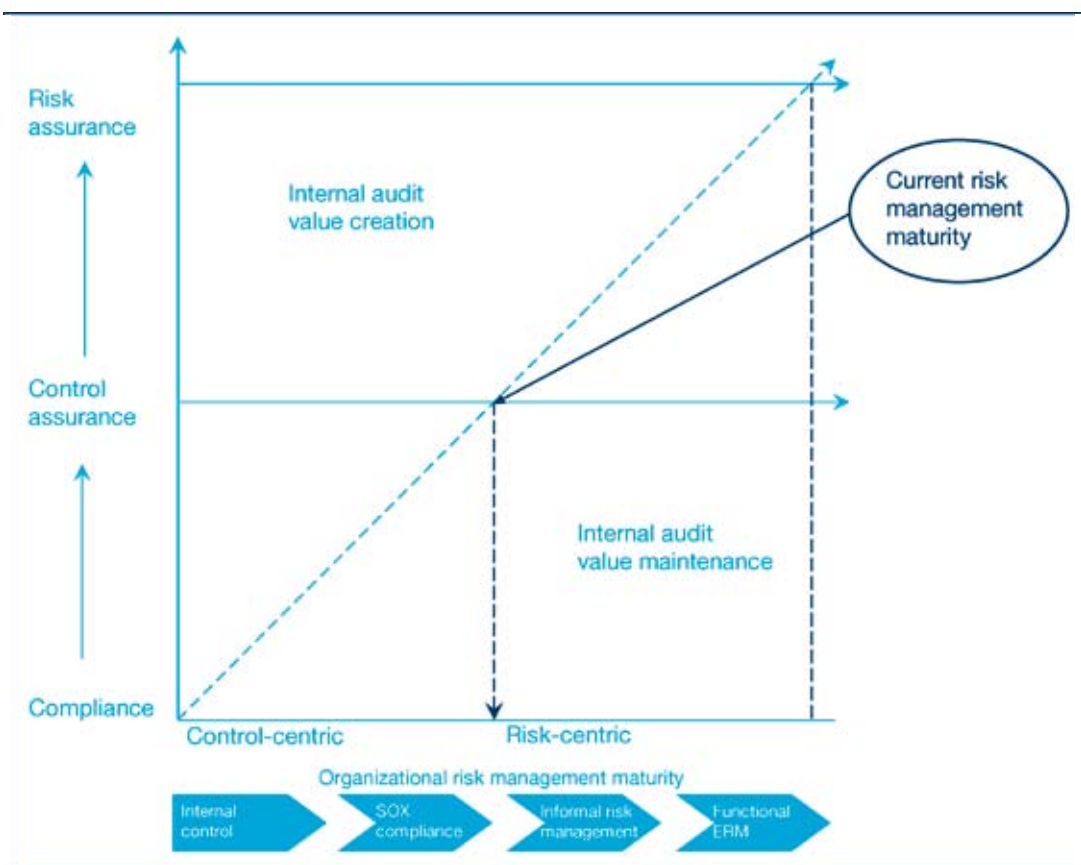 Risk
assurance
Internal audit
value creation
Current risk
management
maturity
Control
assurance
Internal audit
value maintenance
Compliance
Control-centric
Risk-centric
Organizational risk management maturity
Internal
control
SOX
compliance
Informal risk
management
Functional
ERM